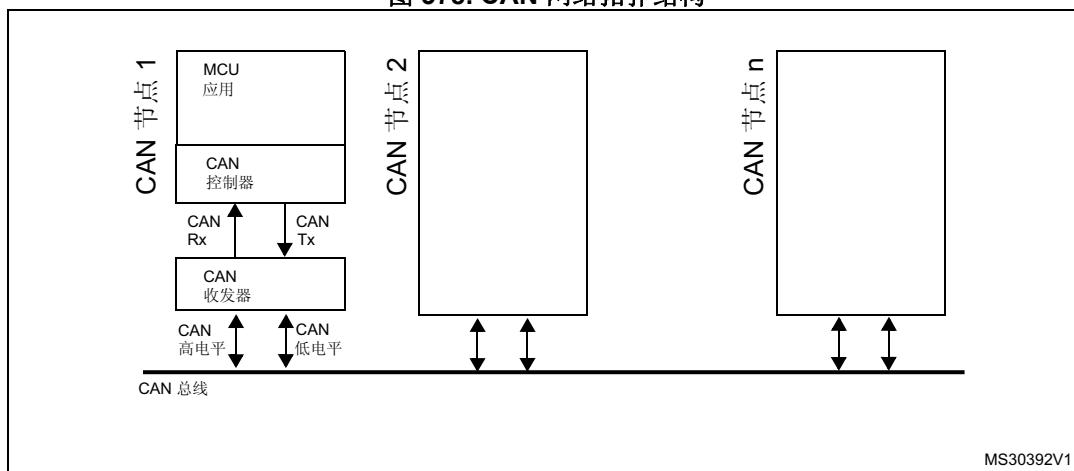 CAN 节点 1
MCU
应用
CAN
控制器
CAN
Rx
CAN
Tx
CAN
收发器
CAN
高电平
CAN
低电平
CAN 节点 2
CAN 节点 n
CAN 总线
MS30392V1